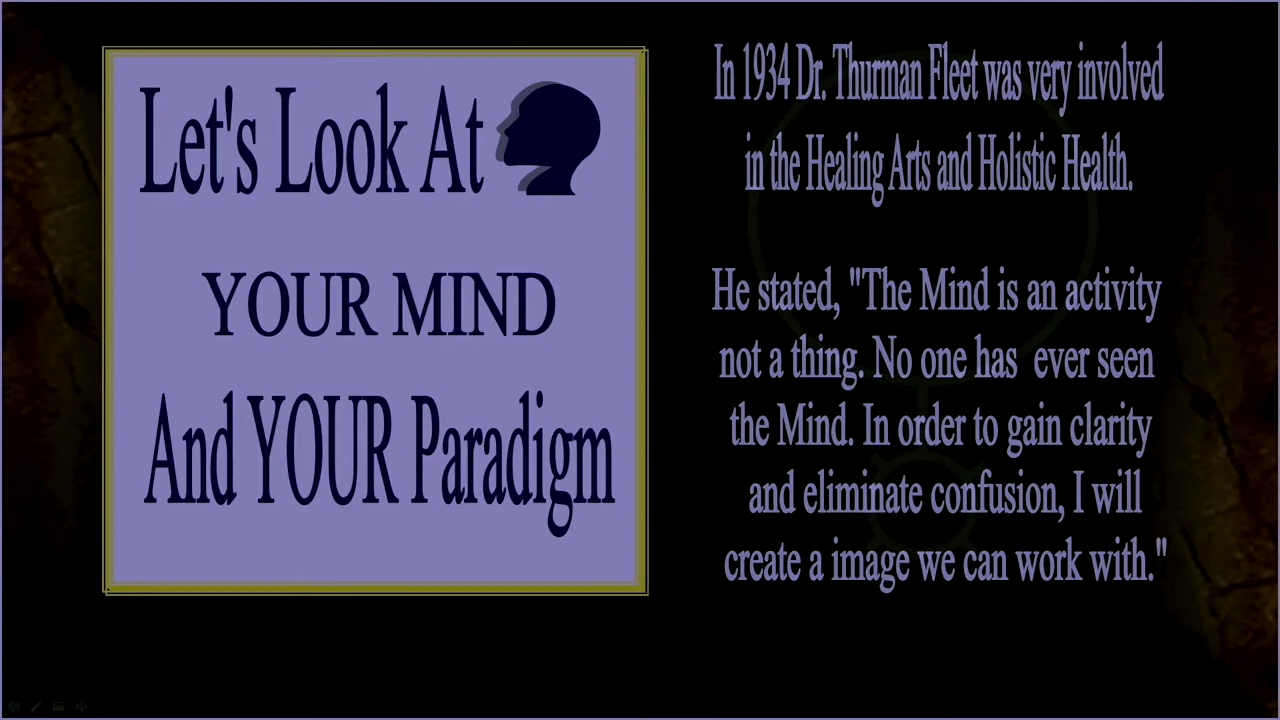 Let's Look At
YOUR MIND
And YOUR Paradigm
In 1934 Dr. Thurman Fleet was very involved
in the Healing Arts and Holistic Health.
He stated, "The Mind is an activity
not a thing. No one has ever seen
the Mind. In order to gain clarity
and eliminate confusion, I will
create a image we can work with."